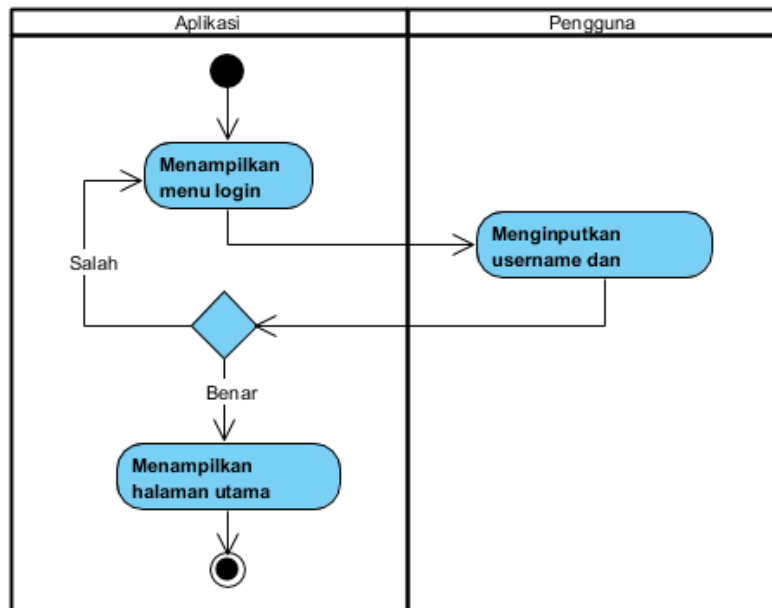 Aplikasi
Pengguna
Menampilkan
menu login
Menginputkan
username dan
Salah
Benar
Menampilkan
halaman utama